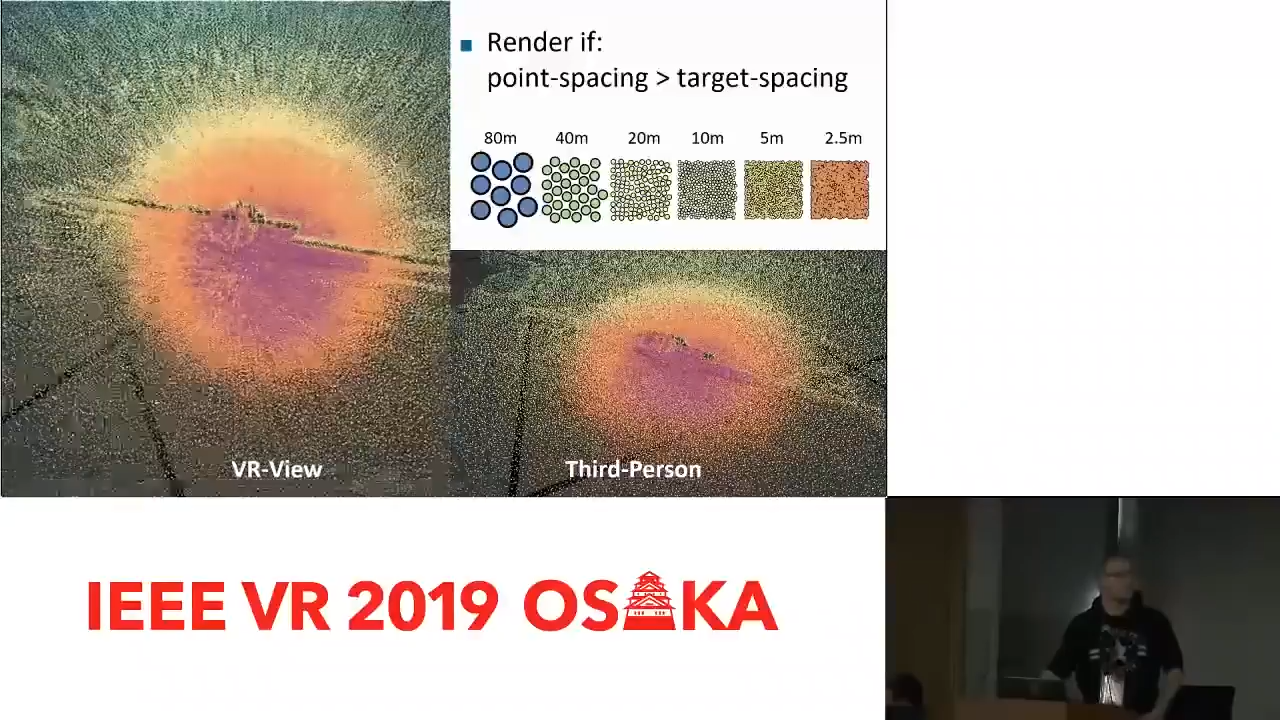 Render if:
point-spacing > target-spacing
80m 40m 20m 10m 5m 2.5m
VR-View
Third-Person
IEEE VR 2019 OSAKA